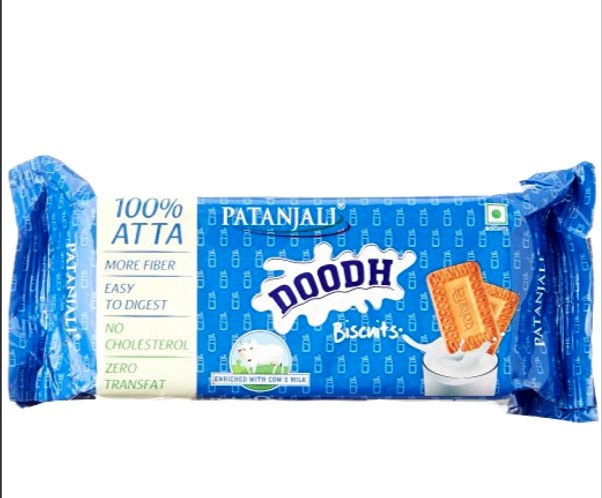 100%
ATTA
MORE FIBER
EASY
TO DIGEST
NO
CHOLESTEROL
ZERO
TRANSFAT
PATANJALI®
DOODH
Biscuits
ENRICHED WITH COW'S MILK
BISCUITS
PATANJALI
PATANJALI